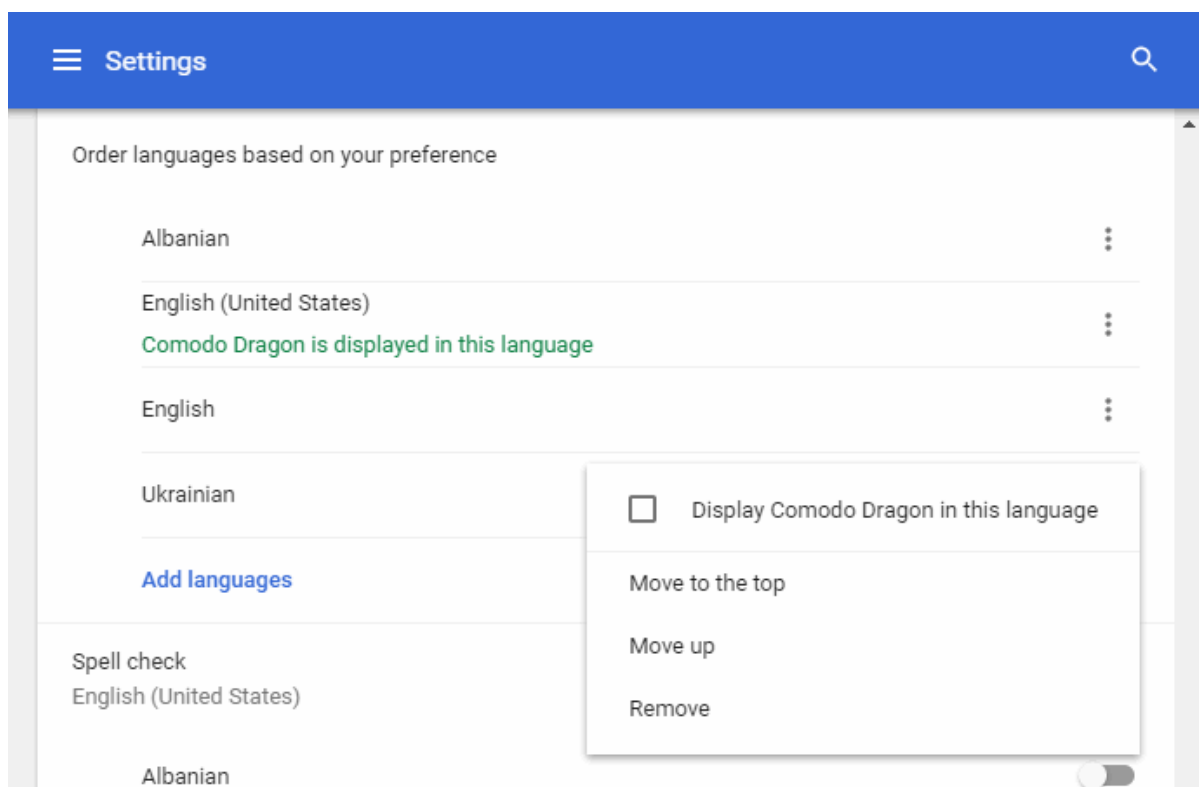 Settings
Order languages based on your preference
Albanian
English (United States)
Comodo Dragon is displayed in this language
English
Ukrainian
Display Comodo Dragon in this language
Move to the top
Move up
Remove
Add languages
Spell check
English (United States)
Albanian